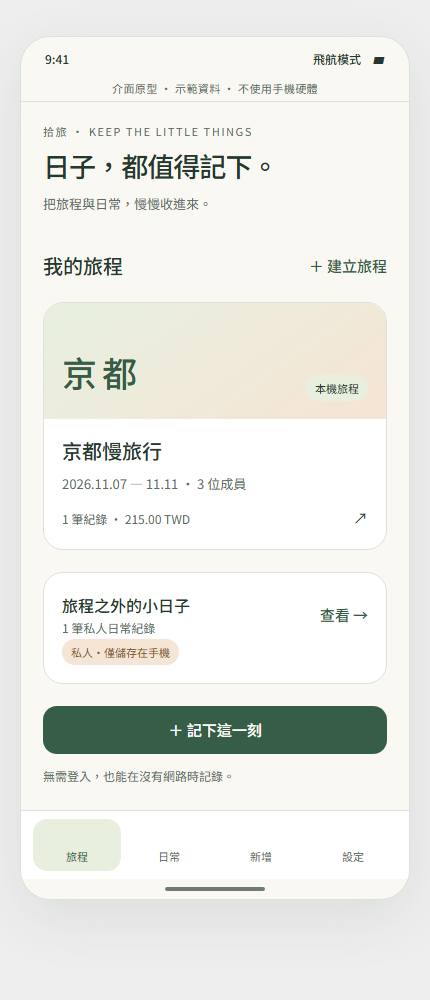 9:41
飛航模式
介面原型 · 示範資料 · 不使用手機硬體
拾旅 · KEEP THE LITTLE THINGS
日子，都值得記下。
把旅程與日常，慢慢收進來。
我的旅程
＋ 建立旅程
京都
本機旅程
京都慢旅行
2026.11.07 — 11.11 · 3 位成員
1 筆紀錄 · 215.00 TWD
↗
旅程之外的小日子
1 筆私人日常紀錄
私人·僅儲存在手機
查看 →
＋ 記下這一刻
無需登入，也能在沒有網路時記錄。
旅程
日常
新增
設定